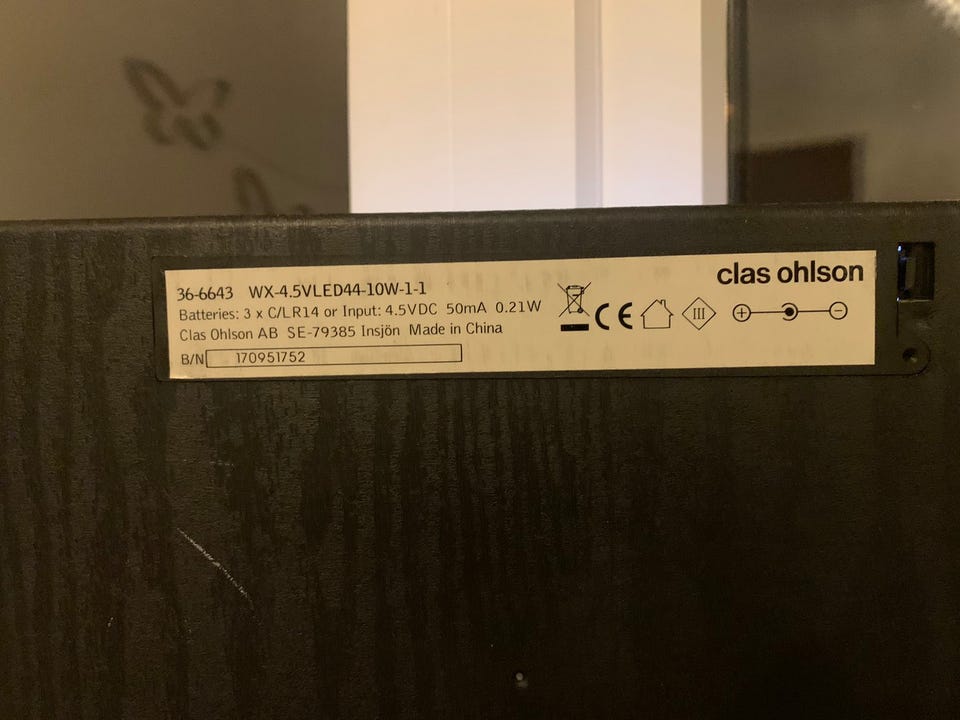 clas ohlson
36-6643 WX-4.5VLED44-10W-1-1
Batteries: 3 x C/LR14 or Input: 4.5VDC 50mA 0.21W
Clas Ohlson AB SE-79385 Insjön Made in China
B/N 170951752
CE
III